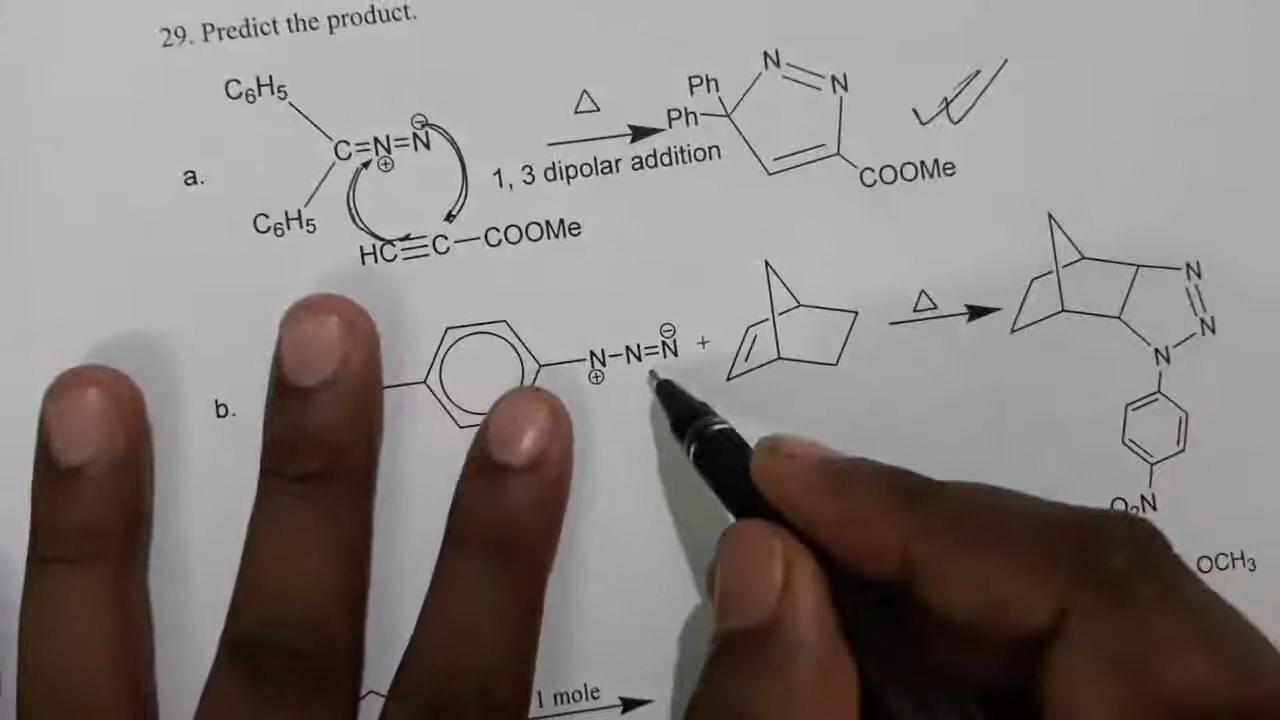 29. Predict the product.
C6H5
C=N=N
⊖
⊕
C6H5
HC≡C—COOMe
a.
△
1, 3 dipolar addition
Ph
Ph
N
N
COOMe
b.
N–N=N
⊖
⊕
+
△
N
N
N
O2N
OCH3
1 mole